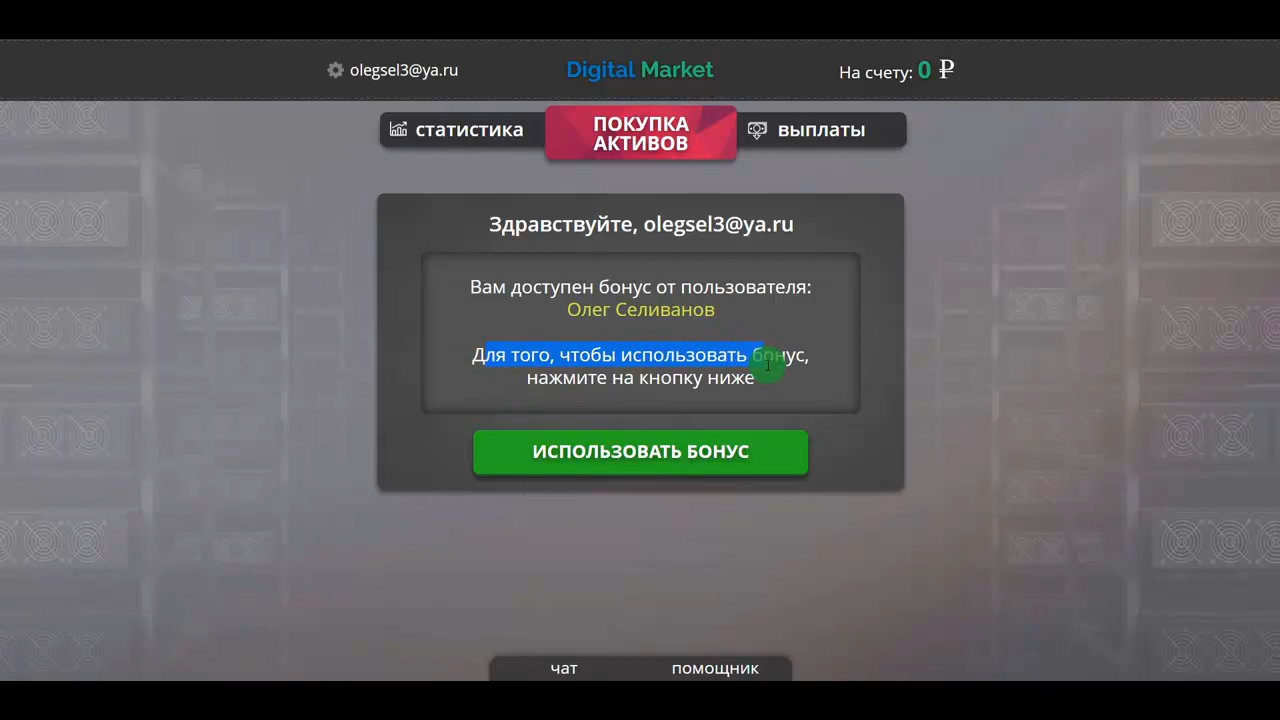 olegsel3@ya.ru
Digital Market
На счету: 0 ₽
статистика
ПОКУПКА
АКТИВОВ
выплаты
Здравствуйте, olegsel3@ya.ru
Вам доступен бонус от пользователя:
Олег Селиванов
Для того, чтобы использовать бонус,
нажмите на кнопку ниже
ИСПОЛЬЗОВАТЬ БОНУС
чат
помощник